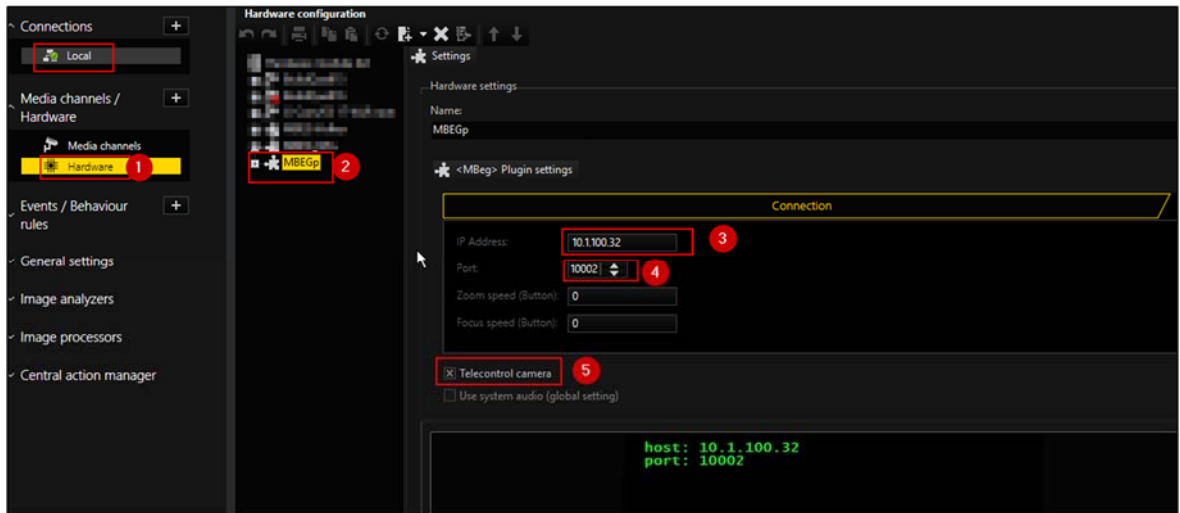 Connections
+
Local
Media channels /
Hardware
+
Media channels
Hardware
1
Events / Behaviour
rules
+
General settings
Image analyzers
Image processors
Central action manager
Hardware configuration
MBEGp
2
Settings
Hardware settings
Name:
MBEGp
<MBeg> Plugin settings
Connection
IP Address:
10.1.100.32
3
Port:
10002
4
Zoom speed (Button):
0
Focus speed (Button):
0
Telecontrol camera
5
Use system audio (global setting)
host: 10.1.100.32
port: 10002